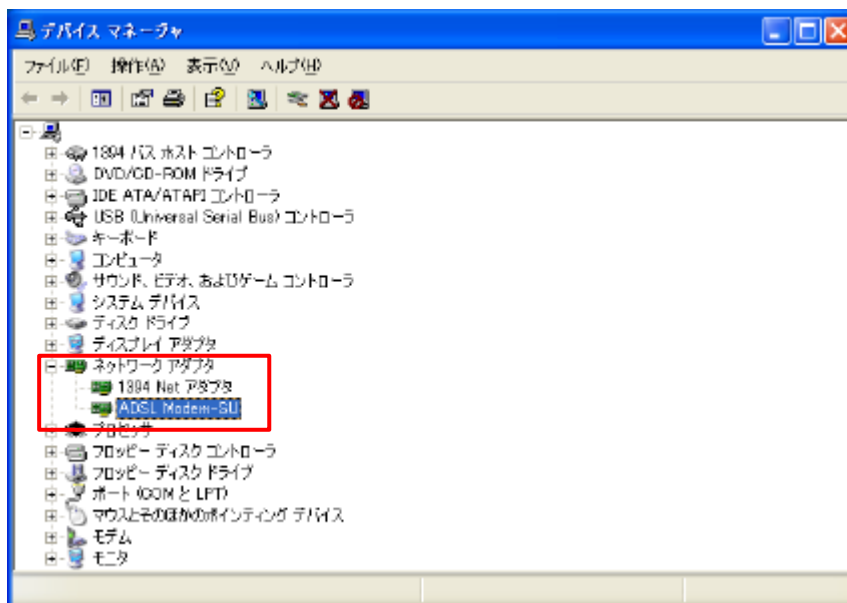 デバイス マネージャ
ファイル(F) 操作(A) 表示(V) ヘルプ(H)
1394 バス ホスト コントローラ
DVD/CD-ROM ドライブ
IDE ATA/ATAPI コントローラ
USB (Universal Serial Bus) コントローラ
キーボード
コンピュータ
サウンド、ビデオ、およびゲーム コントローラ
システム デバイス
ディスク ドライブ
ディスプレイ アダプタ
ネットワーク アダプタ
1394 Net アダプタ
ADSL Modem-SU
プロセッサ
フロッピー ディスク コントローラ
フロッピー ディスク ドライブ
ポート (COM と LPT)
マウスとそのほかのポインティング デバイス
モデム
モニタ